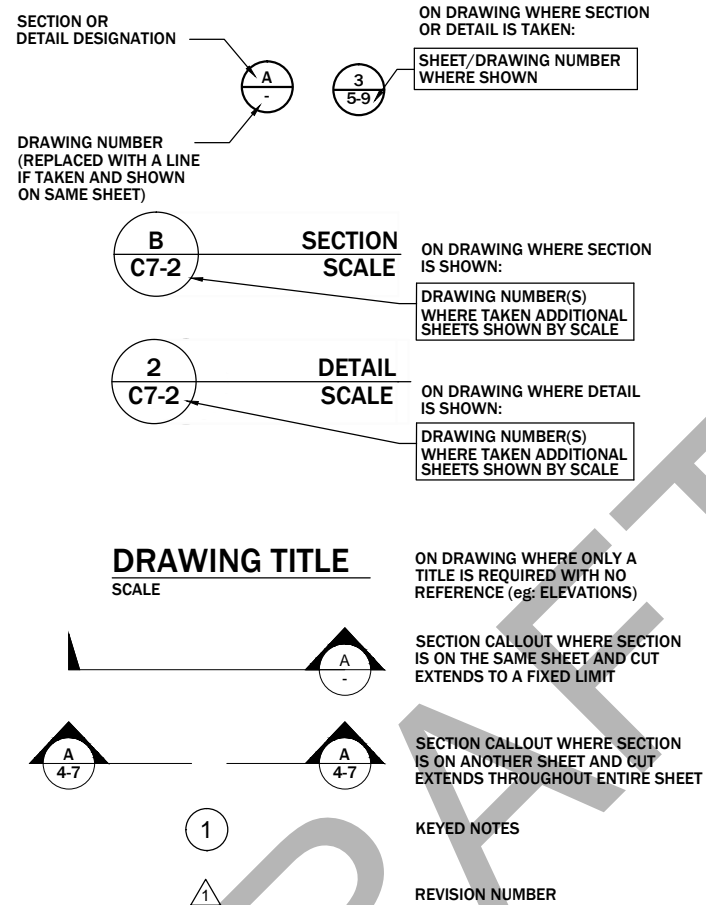 SECTION OR
DETAIL DESIGNATION
A
-
3
5-9
ON DRAWING WHERE SECTION
OR DETAIL IS TAKEN:
SHEET/DRAWING NUMBER
WHERE SHOWN
DRAWING NUMBER
(REPLACED WITH A LINE
IF TAKEN AND SHOWN
ON SAME SHEET)
B
C7-2
SECTION
SCALE
ON DRAWING WHERE SECTION
IS SHOWN:
DRAWING NUMBER(S)
WHERE TAKEN ADDITIONAL
SHEETS SHOWN BY SCALE
2
C7-2
DETAIL
SCALE
ON DRAWING WHERE DETAIL
IS SHOWN:
DRAWING NUMBER(S)
WHERE TAKEN ADDITIONAL
SHEETS SHOWN BY SCALE
DRAWING TITLE
SCALE
ON DRAWING WHERE ONLY A
TITLE IS REQUIRED WITH NO
REFERENCE (eg: ELEVATIONS)
A
-
SECTION CALLOUT WHERE SECTION
IS ON THE SAME SHEET AND CUT
EXTENDS TO A FIXED LIMIT
A
4-7
A
4-7
SECTION CALLOUT WHERE SECTION
IS ON ANOTHER SHEET AND CUT
EXTENDS THROUGHOUT ENTIRE SHEET
1
KEYED NOTES
1
REVISION NUMBER